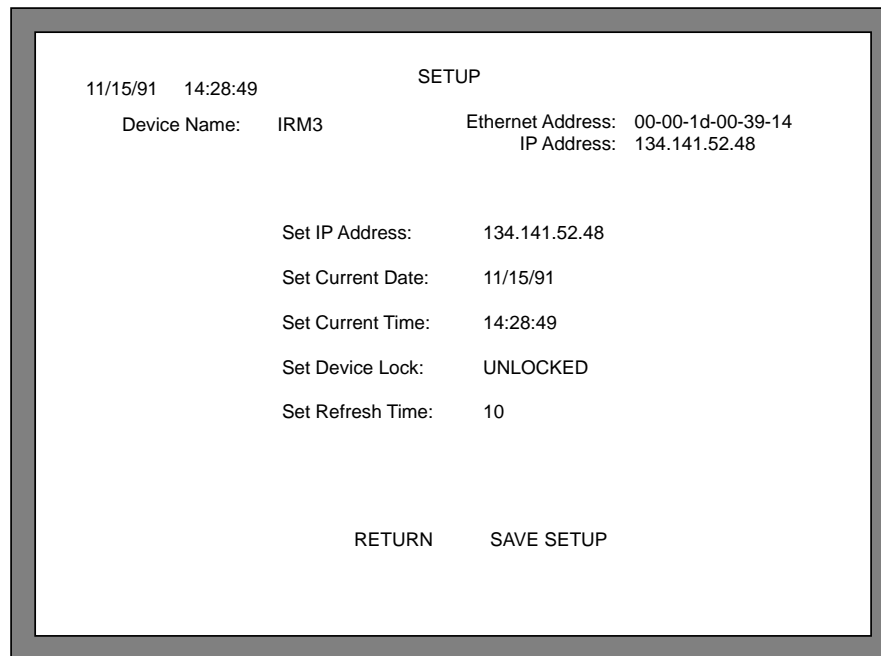 SETUP
11/15/91 14:28:49
Device Name: IRM3 Ethernet Address: 00-00-1d-00-39-14
IP Address: 134.141.52.48
Set IP Address: 134.141.52.48
Set Current Date: 11/15/91
Set Current Time: 14:28:49
Set Device Lock: UNLOCKED
Set Refresh Time: 10
RETURN SAVE SETUP